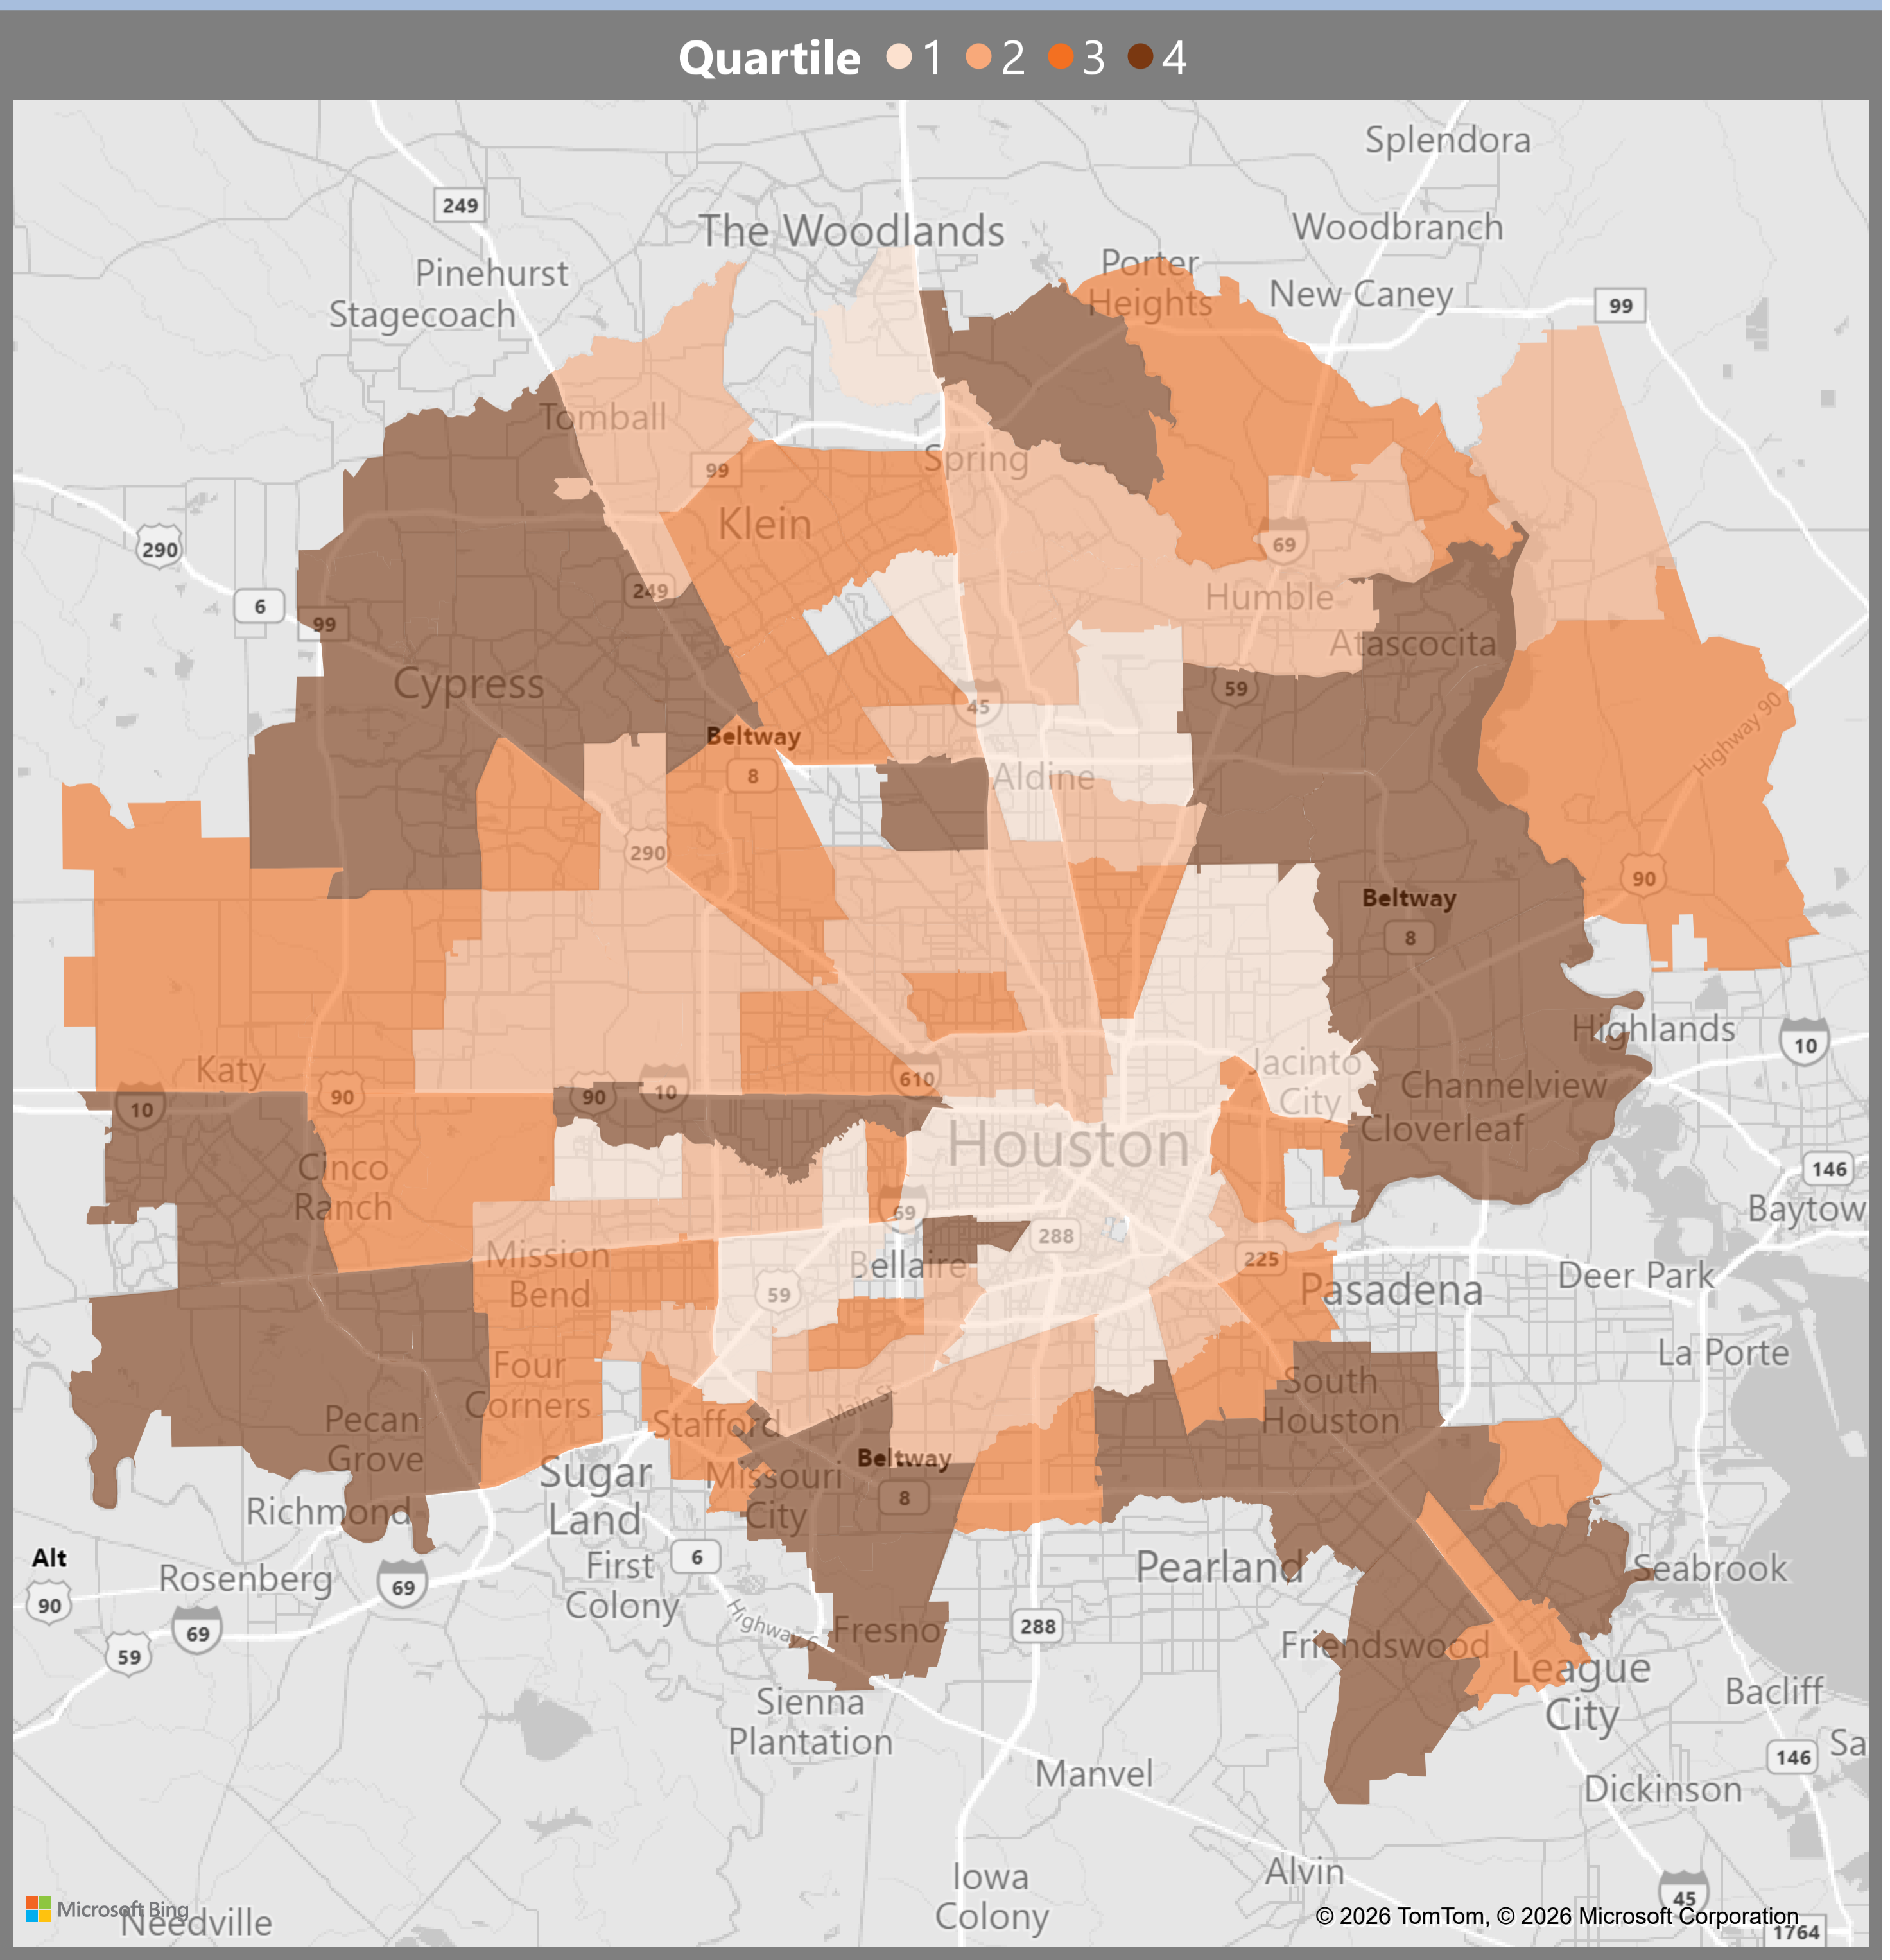 Quartile 1 2 3 4
Splendora
249
The Woodlands
Woodbranch
Pinehurst
Porter
Heights
New Caney
99
Stagecoach
Tomball
99
Spring
Klein
290
69
249
6
99
Humble
Atascocita
Cypress
59
45
Beltway
8
Aldine
Highway 90
290
90
Beltway
8
Highlands
10
Katy
Jacinto
City
610
90
90
10
10
Channelview
Cloverleaf
Houston
146
Cinco
Ranch
Baytow
69
288
225
Mission
Bend
Bellaire
59
Pasadena
Deer Park
La Porte
Four
Corners
South
Houston
Main St
Pecan
Grove
Stafford
Beltway
8
Sugar
Land
Missouri
City
Richmond
Alt
90
Rosenberg
69
First
Colony
6
Pearland
Seabrook
Highway 6
69
59
Fresno
288
Friendswood
League
City
Sienna
Plantation
Bacliff
Sa
146
Manvel
Dickinson
Iowa
Colony
Alvin
45
Microsoft Bing
Needville
© 2026 TomTom, © 2026 Microsoft Corporation
1764